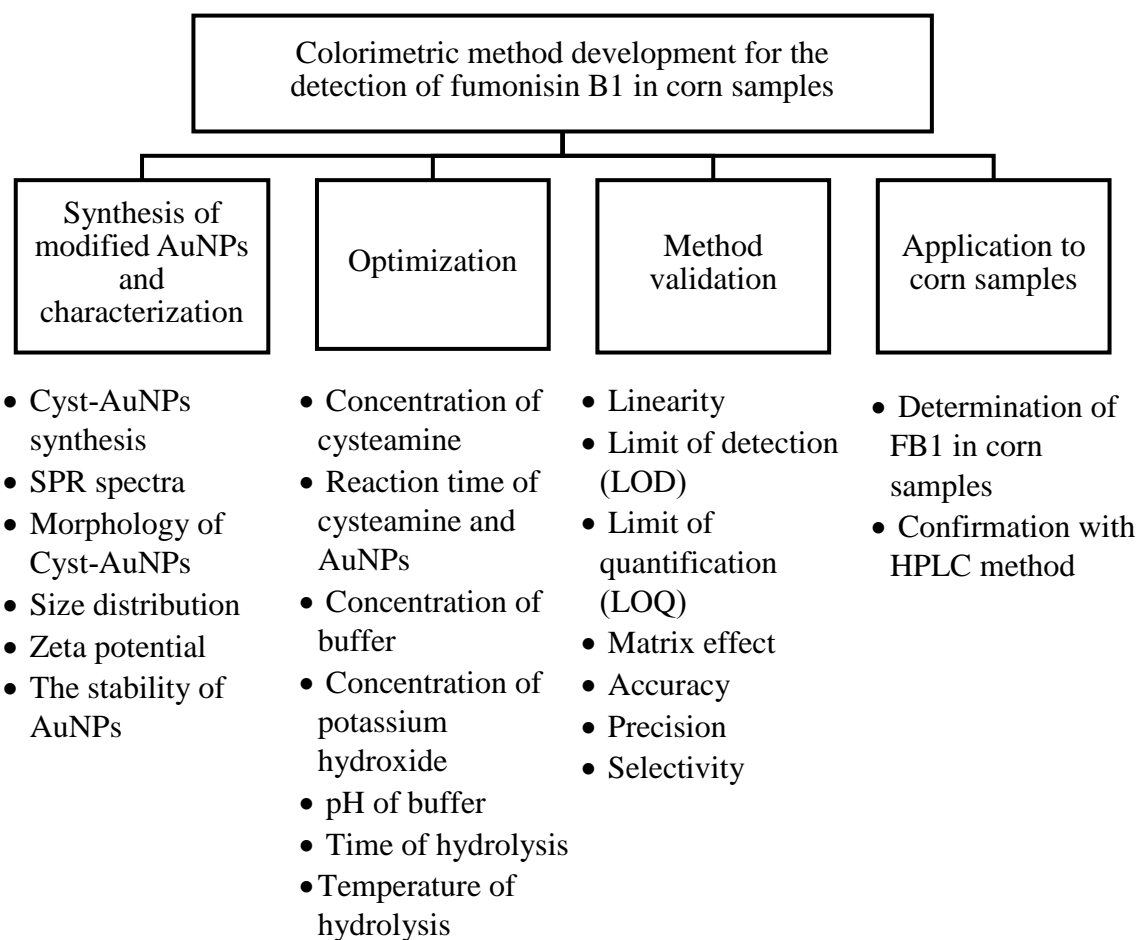 Colorimetric method development for the
detection of fumonisin B1 in corn samples
Synthesis of
modified AuNPs
and
characterization
• Cyst-AuNPs
synthesis
• SPR spectra
• Morphology of
Cyst-AuNPs
• Size distribution
• Zeta potential
• The stability of
AuNPs
Optimization
• Concentration of
cysteamine
• Reaction time of
cysteamine and
AuNPs
• Concentration of
buffer
• Concentration of
potassium
hydroxide
• pH of buffer
• Time of hydrolysis
• Temperature of
hydrolysis
Method
validation
• Linearity
• Limit of detection
(LOD)
• Limit of
quantification
(LOQ)
• Matrix effect
• Accuracy
• Precision
• Selectivity
Application to
corn samples
• Determination of
FB1 in corn
samples
• Confirmation with
HPLC method